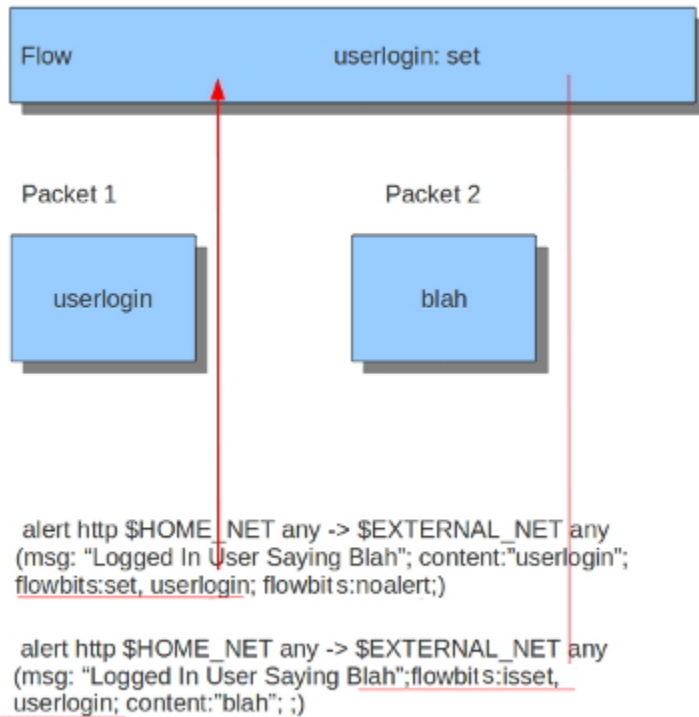 Flow userlogin: set
Packet 1 Packet 2
userlogin blah
alert http $HOME_NET any -> $EXTERNAL_NET any
(msg: “Logged In User Saying Blah”; content:”userlogin”;
flowbits:set, userlogin; flowbits:noalert;)
alert http $HOME_NET any -> $EXTERNAL_NET any
(msg: “Logged In User Saying Blah”;flowbits:isset,
userlogin; content:”blah”; ;)